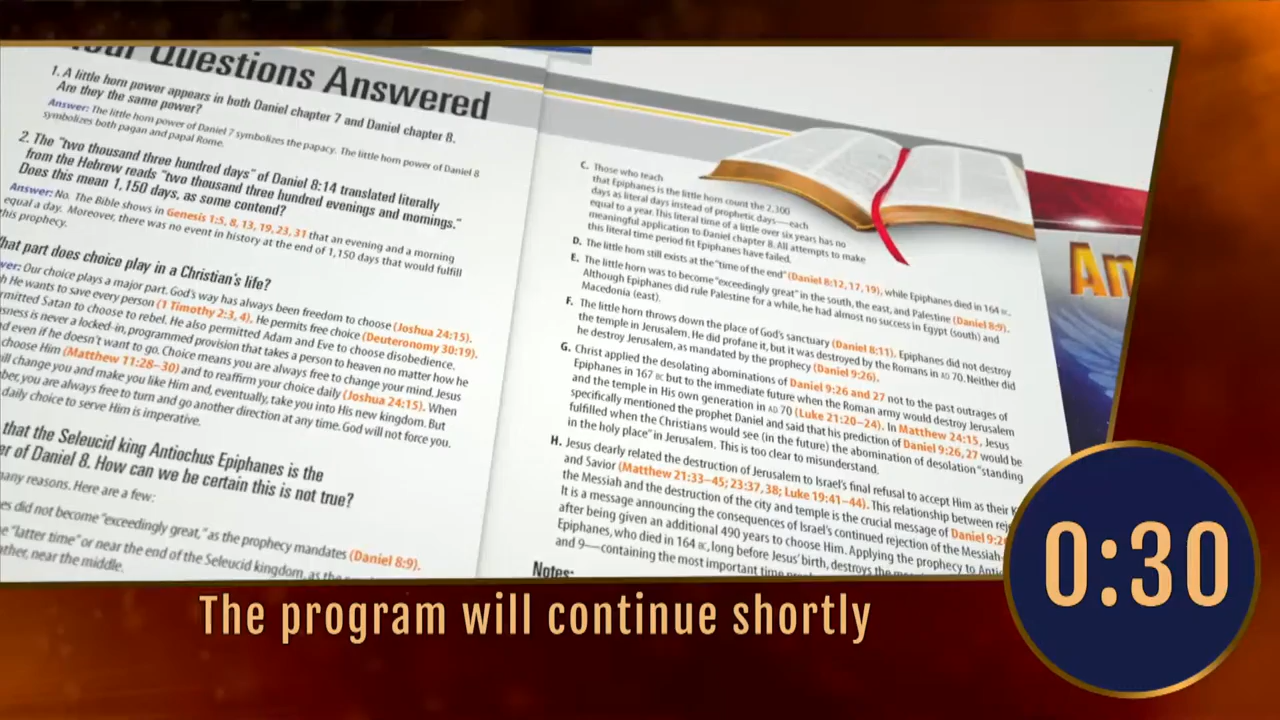 Your Questions Answered
1. A little horn power appears in both Daniel chapter 7 and Daniel chapter 8.
Are they the same power?
Answer: The little horn power of Daniel 7 symbolizes the papacy. The little horn power of Daniel 8
symbolizes both pagan and papal Rome.
2. The "two thousand three hundred days" of Daniel 8:14 translated literally
from the Hebrew reads "two thousand three hundred evenings and mornings."
Does this mean 1,150 days, as some contend?
Answer: No. The Bible shows in Genesis 1:5, 8, 13, 19, 23, 31 that an evening and a morning
equal a day. Moreover, there was no event in history at the end of 1,150 days that would fulfill
this prophecy.
hat part does choice play in a Christian's life?
wer: Our choice plays a major part. God's way has always been freedom to choose (Joshua 24:15).
h He wants to save every person (1 Timothy 2:3, 4), He permits free choice (Deuteronomy 30:19).
rmitted Satan to choose to rebel. He also permitted Adam and Eve to choose disobedience.
sness is never a locked-in, programmed provision that takes a person to heaven no matter how he
d even if he doesn't want to go. Choice means you are always free to change your mind. Jesus
choose Him (Matthew 11:28–30) and to reaffirm your choice daily (Joshua 24:15). When
ill change you and make you like Him and, eventually, take you into His new kingdom. But
ber, you are always free to turn and go another direction at any time. God will not force you.
daily choice to serve Him is imperative.
that the Seleucid king Antiochus Epiphanes is the
er of Daniel 8. How can we be certain this is not true?
many reasons. Here are a few:
es did not become "exceedingly great," as the prophecy mandates (Daniel 8:9).
e "latter time" or near the end of the Seleucid kingdom, as the
ather, near the middle.
C. Those who teach
that Epiphanes is the little horn count the 2,300
days as literal days instead of prophetic days—each
equal to a year. This literal time of a little over six years has no
meaningful application to Daniel chapter 8. All attempts to make
this literal time period fit Epiphanes have failed.
D. The little horn still exists at the "time of the end" (Daniel 8:12, 17, 19), while Epiphanes died in 164 BC.
E. The little horn was to become "exceedingly great" in the south, the east, and Palestine (Daniel 8:9).
Although Epiphanes did rule Palestine for a while, he had almost no success in Egypt (south) and
Macedonia (east).
F. The little horn throws down the place of God's sanctuary (Daniel 8:11). Epiphanes did not destroy
the temple in Jerusalem. He did profane it, but it was destroyed by the Romans in AD 70. Neither did
he destroy Jerusalem, as mandated by the prophecy (Daniel 9:26).
G. Christ applied the desolating abominations of Daniel 9:26 and 27 not to the past outrages of
Epiphanes in 167 BC but to the immediate future when the Roman army would destroy Jerusalem
and the temple in His own generation in AD 70 (Luke 21:20–24). In Matthew 24:15, Jesus
specifically mentioned the prophet Daniel and said that his prediction of Daniel 9:26, 27 would be
fulfilled when the Christians would see (in the future) the abomination of desolation "standing
in the holy place" in Jerusalem. This is too clear to misunderstand.
H. Jesus clearly related the destruction of Jerusalem to Israel's final refusal to accept Him as their
and Savior (Matthew 21:33–45; 23:37, 38; Luke 19:41–44). This relationship between rej
the Messiah and the destruction of the city and temple is the crucial message of Daniel 9:2
It is a message announcing the consequences of Israel's continued rejection of the Messiah
after being given an additional 490 years to choose Him. Applying the prophecy to Anti
Epiphanes, who died in 164 BC, long before Jesus' birth, destroys the
and 9—containing the most important time
Notes:
An
0:30
The program will continue shortly